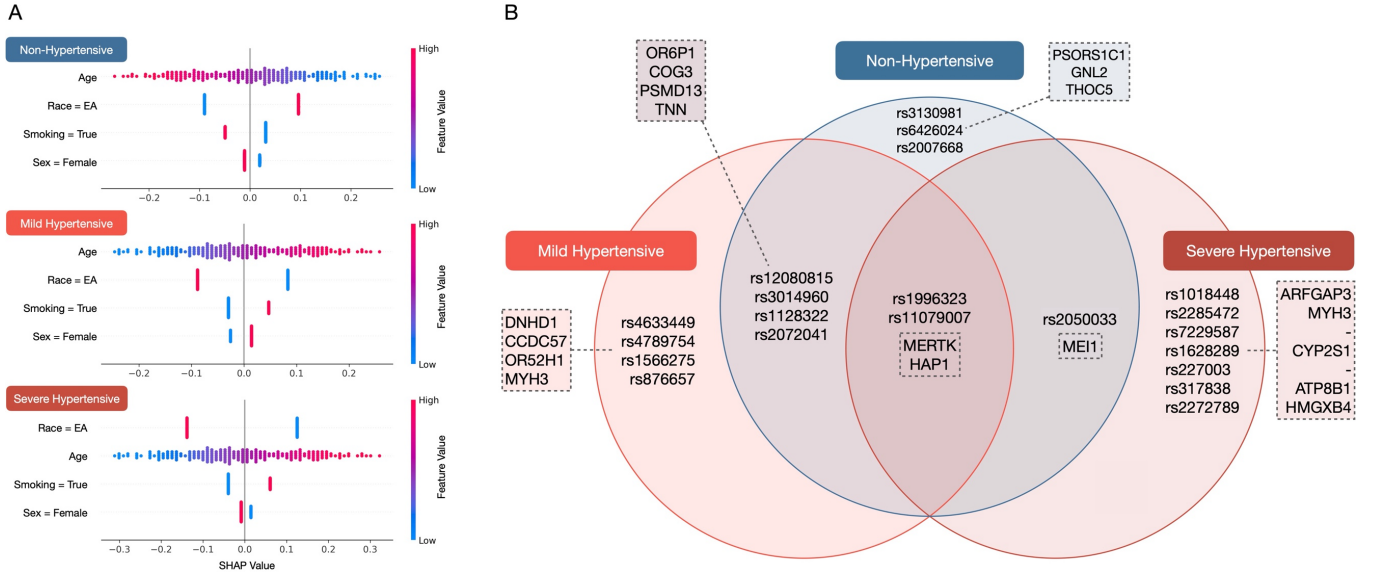 A
Non-Hypertensive
Age
Race = EA
Smoking = True
Sex = Female
−0.2 −0.1 0.0 0.1 0.2
High
Feature Value
Low
Mild Hypertensive
Age
Race = EA
Smoking = True
Sex = Female
−0.2 −0.1 0.0 0.1 0.2
High
Feature Value
Low
Severe Hypertensive
Race = EA
Age
Smoking = True
Sex = Female
−0.3 −0.2 −0.1 0.0 0.1 0.2 0.3
SHAP Value
High
Feature Value
Low
B
OR6P1
COG3
PSMD13
TNN
Non-Hypertensive
PSORS1C1
GNL2
THOC5
rs3130981
rs6426024
rs2007668
Mild Hypertensive
Severe Hypertensive
DNHD1
CCDC57
OR52H1
MYH3
rs4633449
rs4789754
rs1566275
rs876657
rs12080815
rs3014960
rs1128322
rs2072041
rs1996323
rs11079007
MERTK
HAP1
rs2050033
MEI1
rs1018448
rs2285472
rs7229587
rs1628289
rs227003
rs317838
rs2272789
ARFGAP3
MYH3
-
CYP2S1
-
ATP8B1
HMGXB4